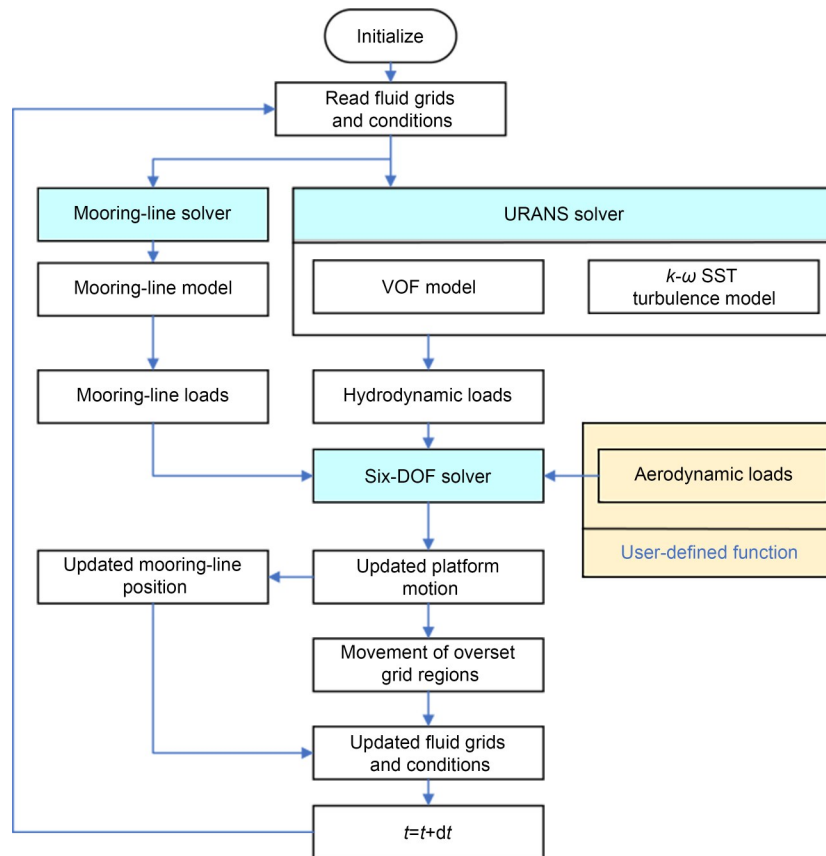 Initialize
Read fluid grids
and conditions
Mooring-line solver
URANS solver
Mooring-line model
VOF model
k-ω SST
turbulence model
Mooring-line loads
Hydrodynamic loads
Six-DOF solver
Aerodynamic loads
User-defined function
Updated mooring-line
position
Updated platform
motion
Movement of overset
grid regions
Updated fluid grids
and conditions
t=t+dt